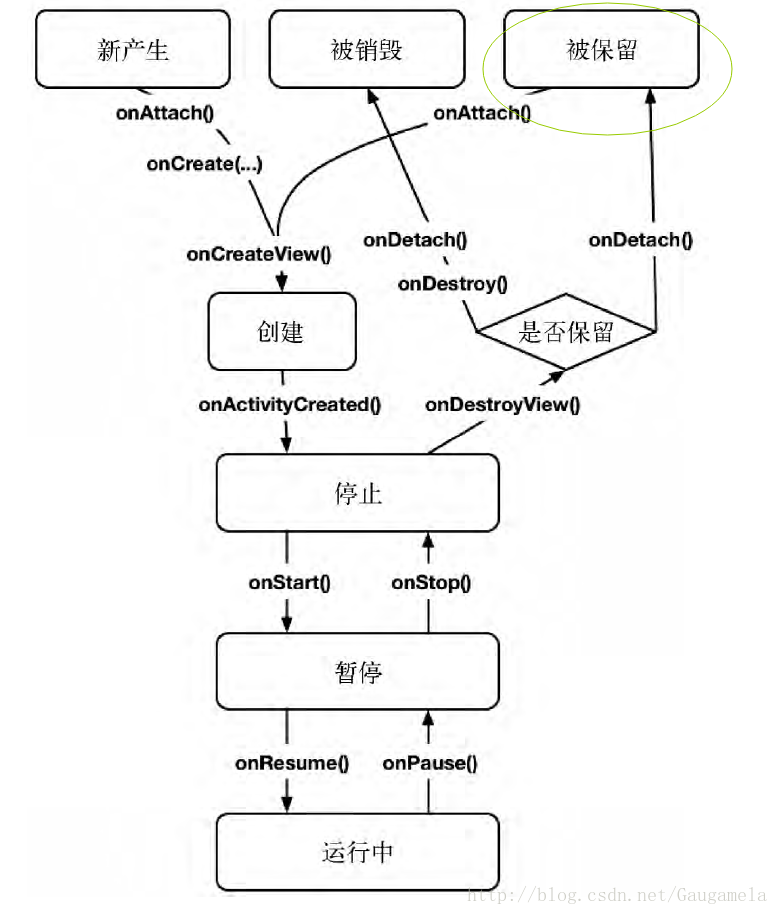 新产生
被销毁
被保留
onAttach()
onAttach()
onCreate(...)
onDetach()
onDetach()
onCreateView()
onDestroy()
创建
是否保留
onActivityCreated()
onDestroyView()
停止
onStart()
onStop()
暂停
onResume()
onPause()
运行中
http://blog.csdn.net/Gaugamela